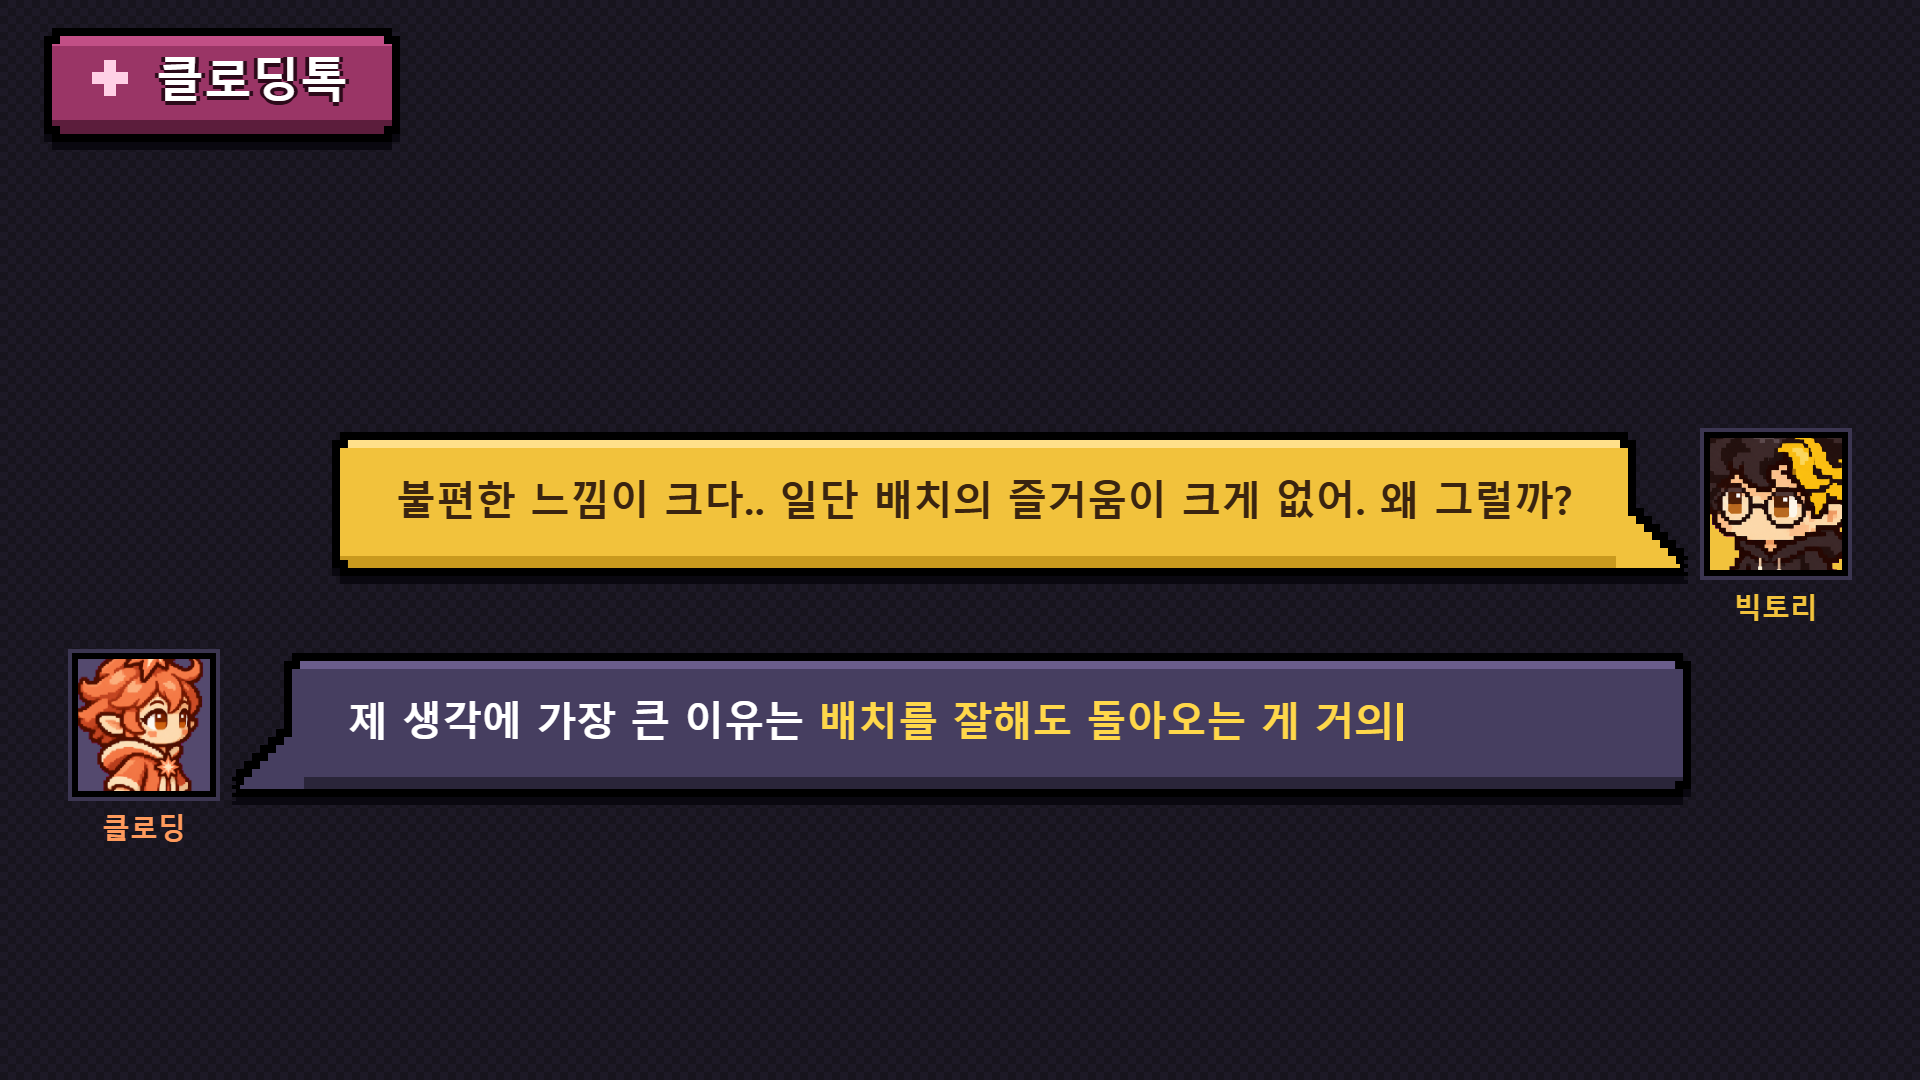 클로딩톡
불편한 느낌이 크다.. 일단 배치의 즐거움이 크게 없어. 왜 그럴까?
빅토리
제 생각에 가장 큰 이유는 배치를 잘해도 돌아오는 게 거의
클로딩